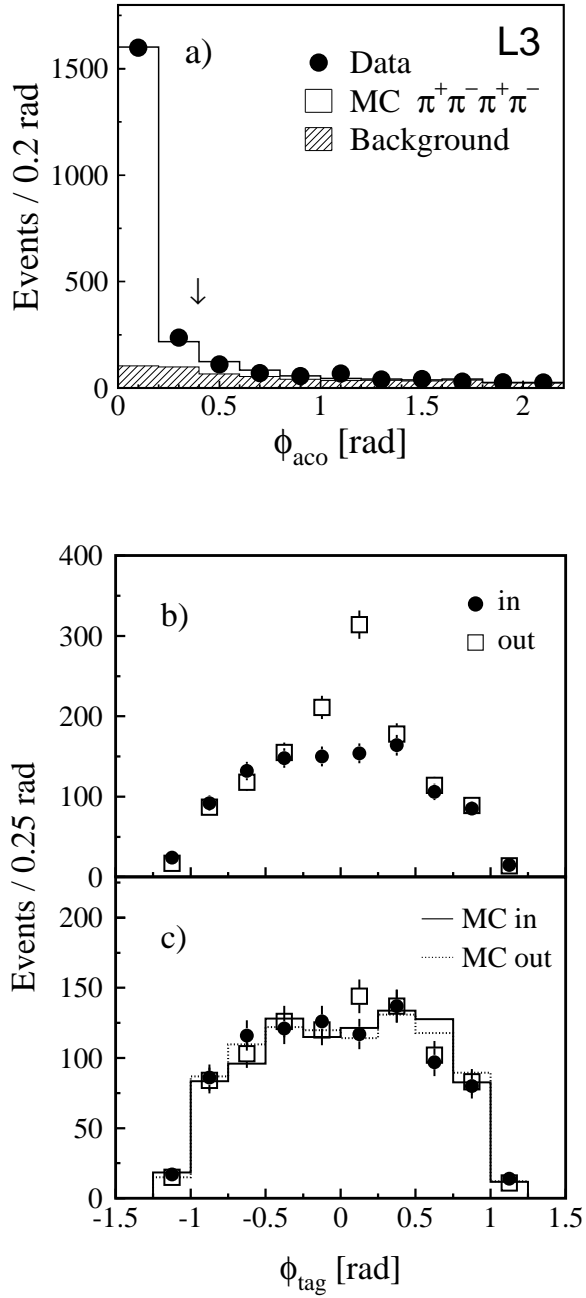 a)
L3
Data
MC π⁺π⁻π⁺π⁻
Background
Events / 0.2 rad
1500
1000
500
0
0 0.5 1 1.5 2
ϕaco [rad]
b)
in
out
400
300
200
100
0
Events / 0.25 rad
c)
MC in
MC out
200
150
100
50
0
-1.5 -1 -0.5 0 0.5 1 1.5
ϕtag [rad]